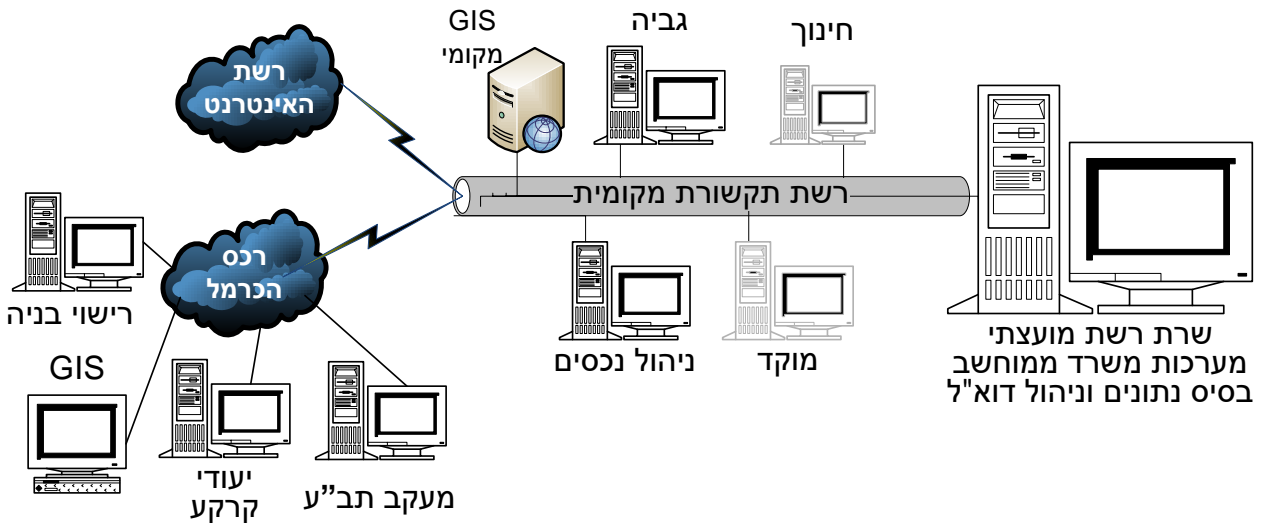 GIS
מקומי
גביה
חינוך
רשת
האינטרנט
רשת תקשורת מקומית
רכס
הכרמל
רישוי בניה
GIS
יעודי
קרקע
מעקב תב”ע
ניהול נכסים
מוקד
שרת רשת מועצתי
מערכות משרד ממוחשב
בסיס נתונים וניהול דוא"ל